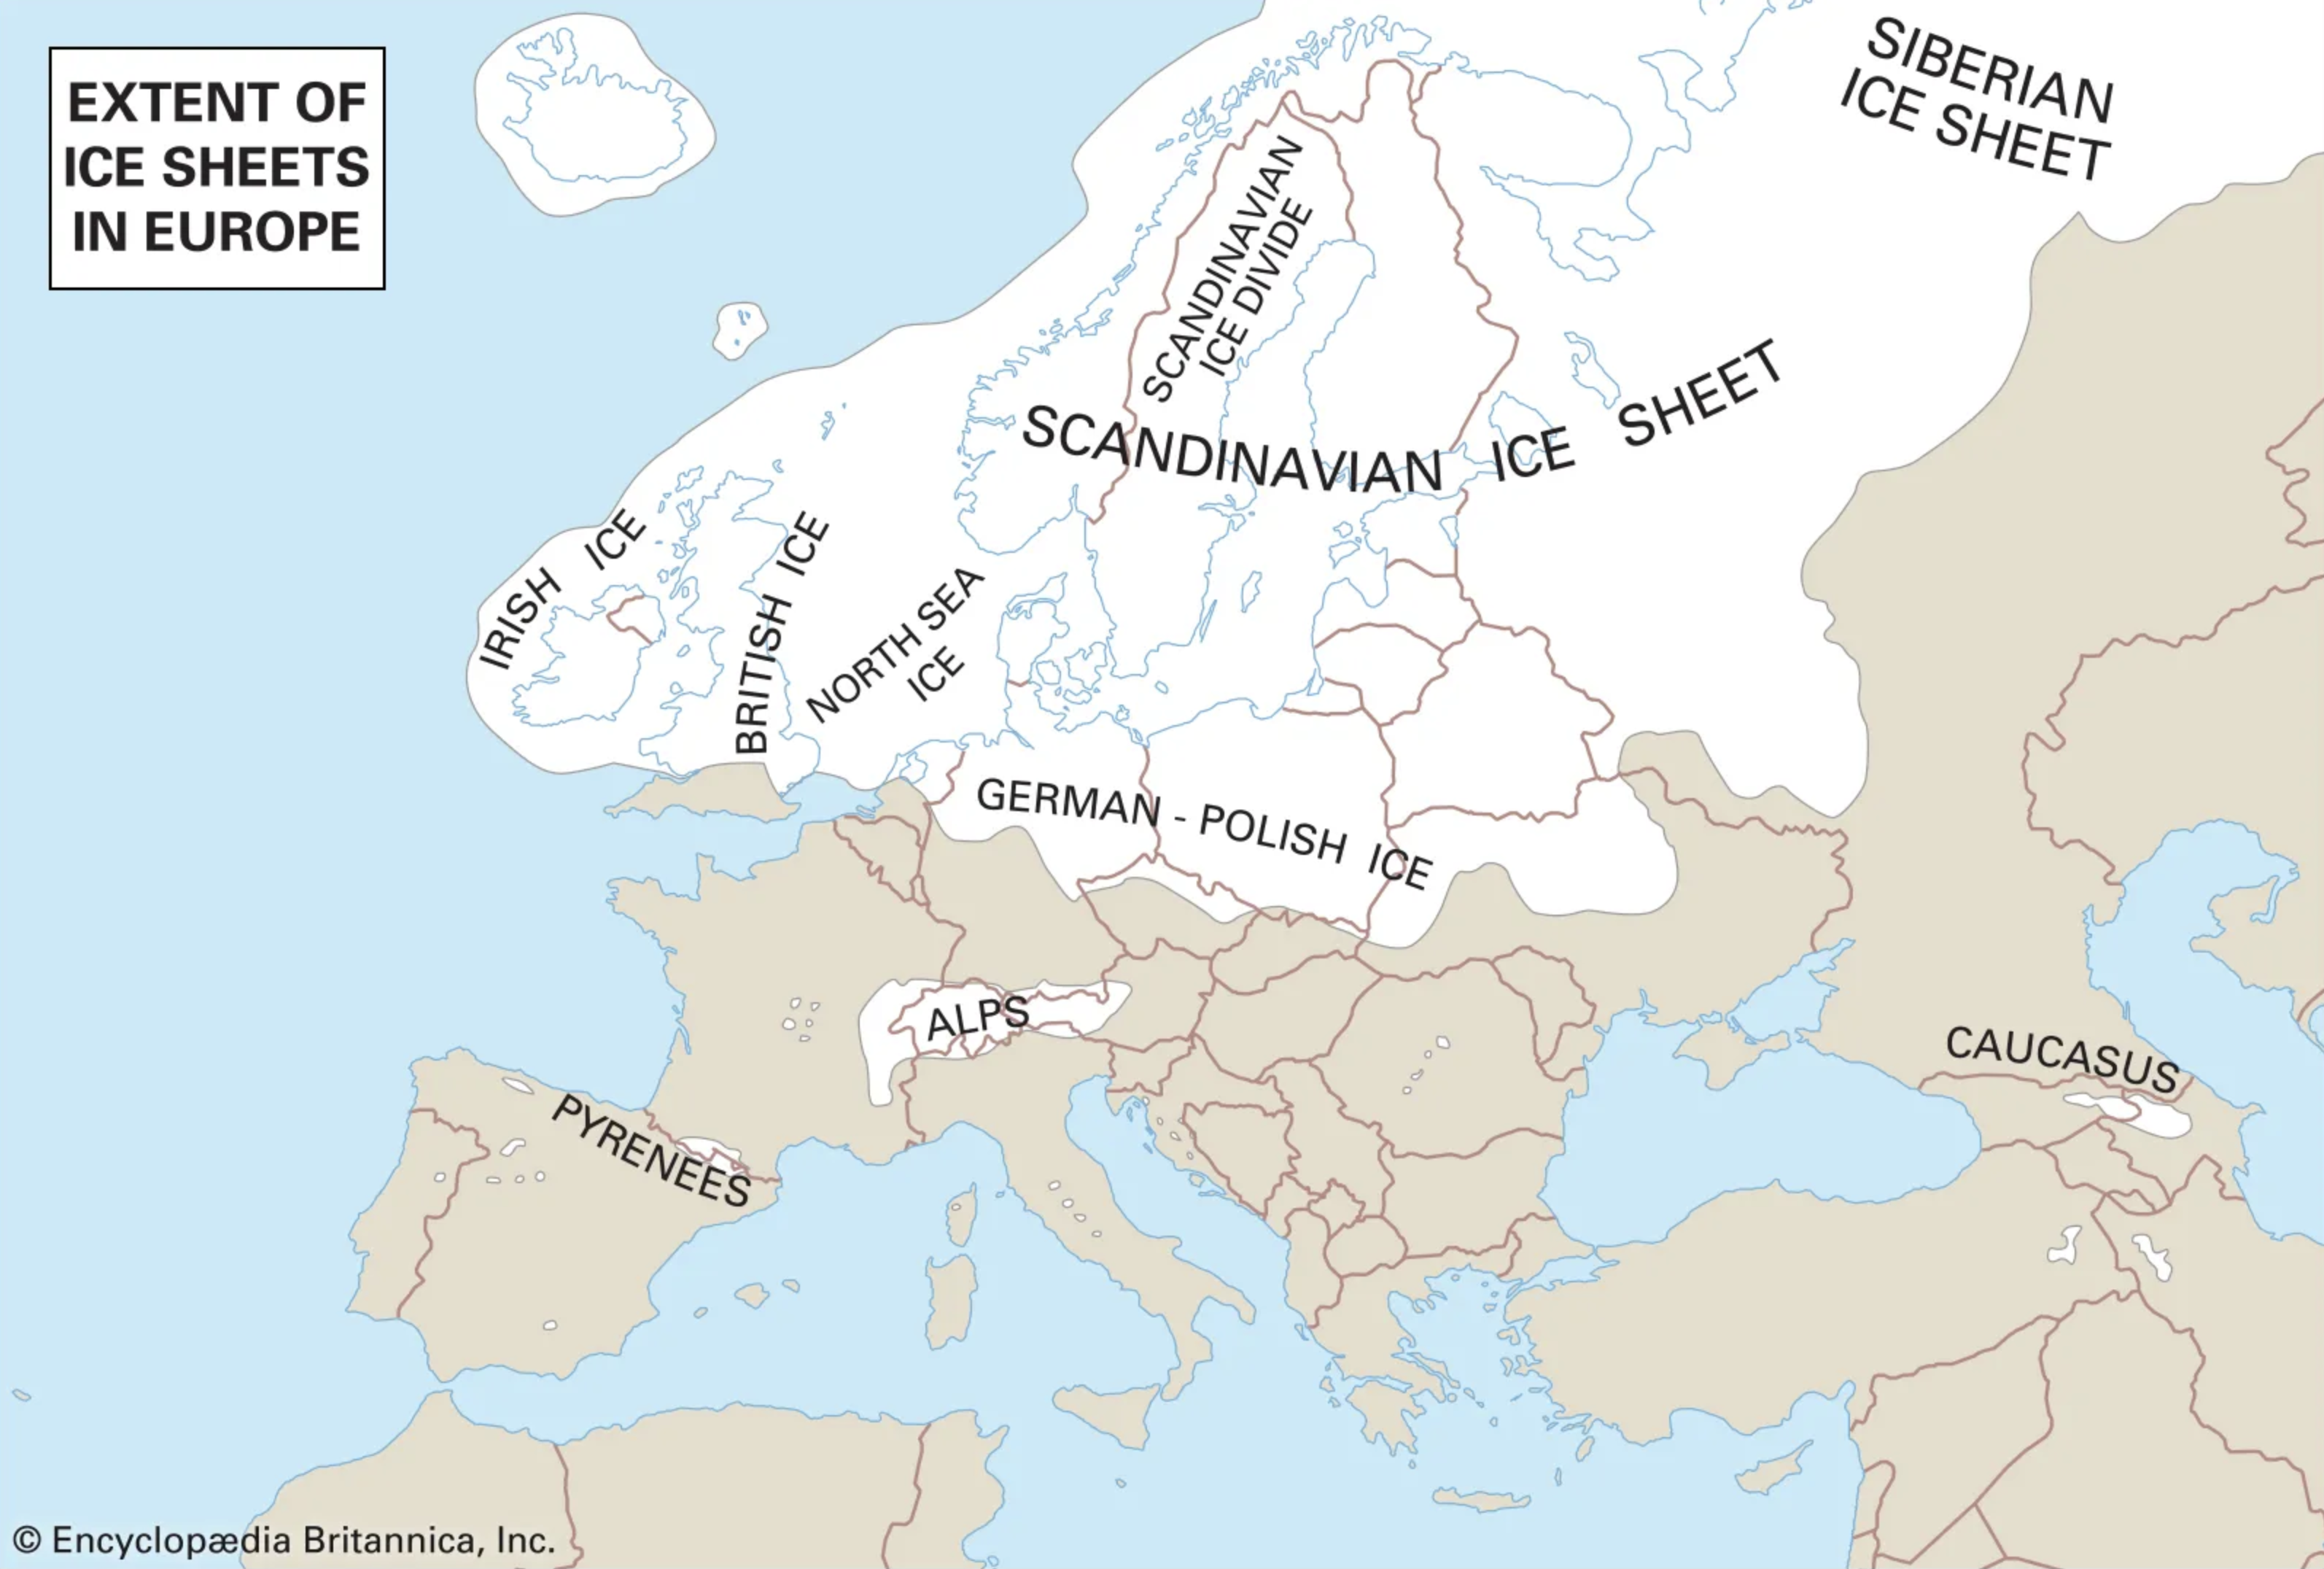 EXTENT OF
ICE SHEETS
IN EUROPE
SIBERIAN
ICE SHEET
SCANDINAVIAN
ICE DIVIDE
SCANDINAVIAN ICE SHEET
IRISH ICE
BRITISH ICE
NORTH SEA
ICE
GERMAN - POLISH ICE
ALPS
CAUCASUS
PYRENEES
© Encyclopædia Britannica, Inc.